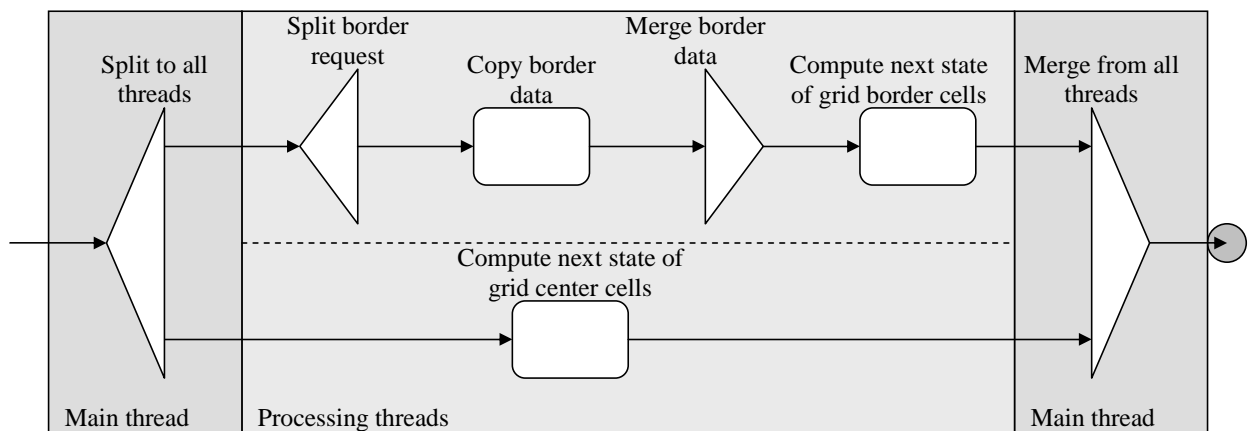 Split to all
threads
Split border
request
Copy border
data
Merge border
data
Compute next state
of grid border cells
Merge from all
threads
Compute next state of
grid center cells
Main thread
Processing threads
Main thread